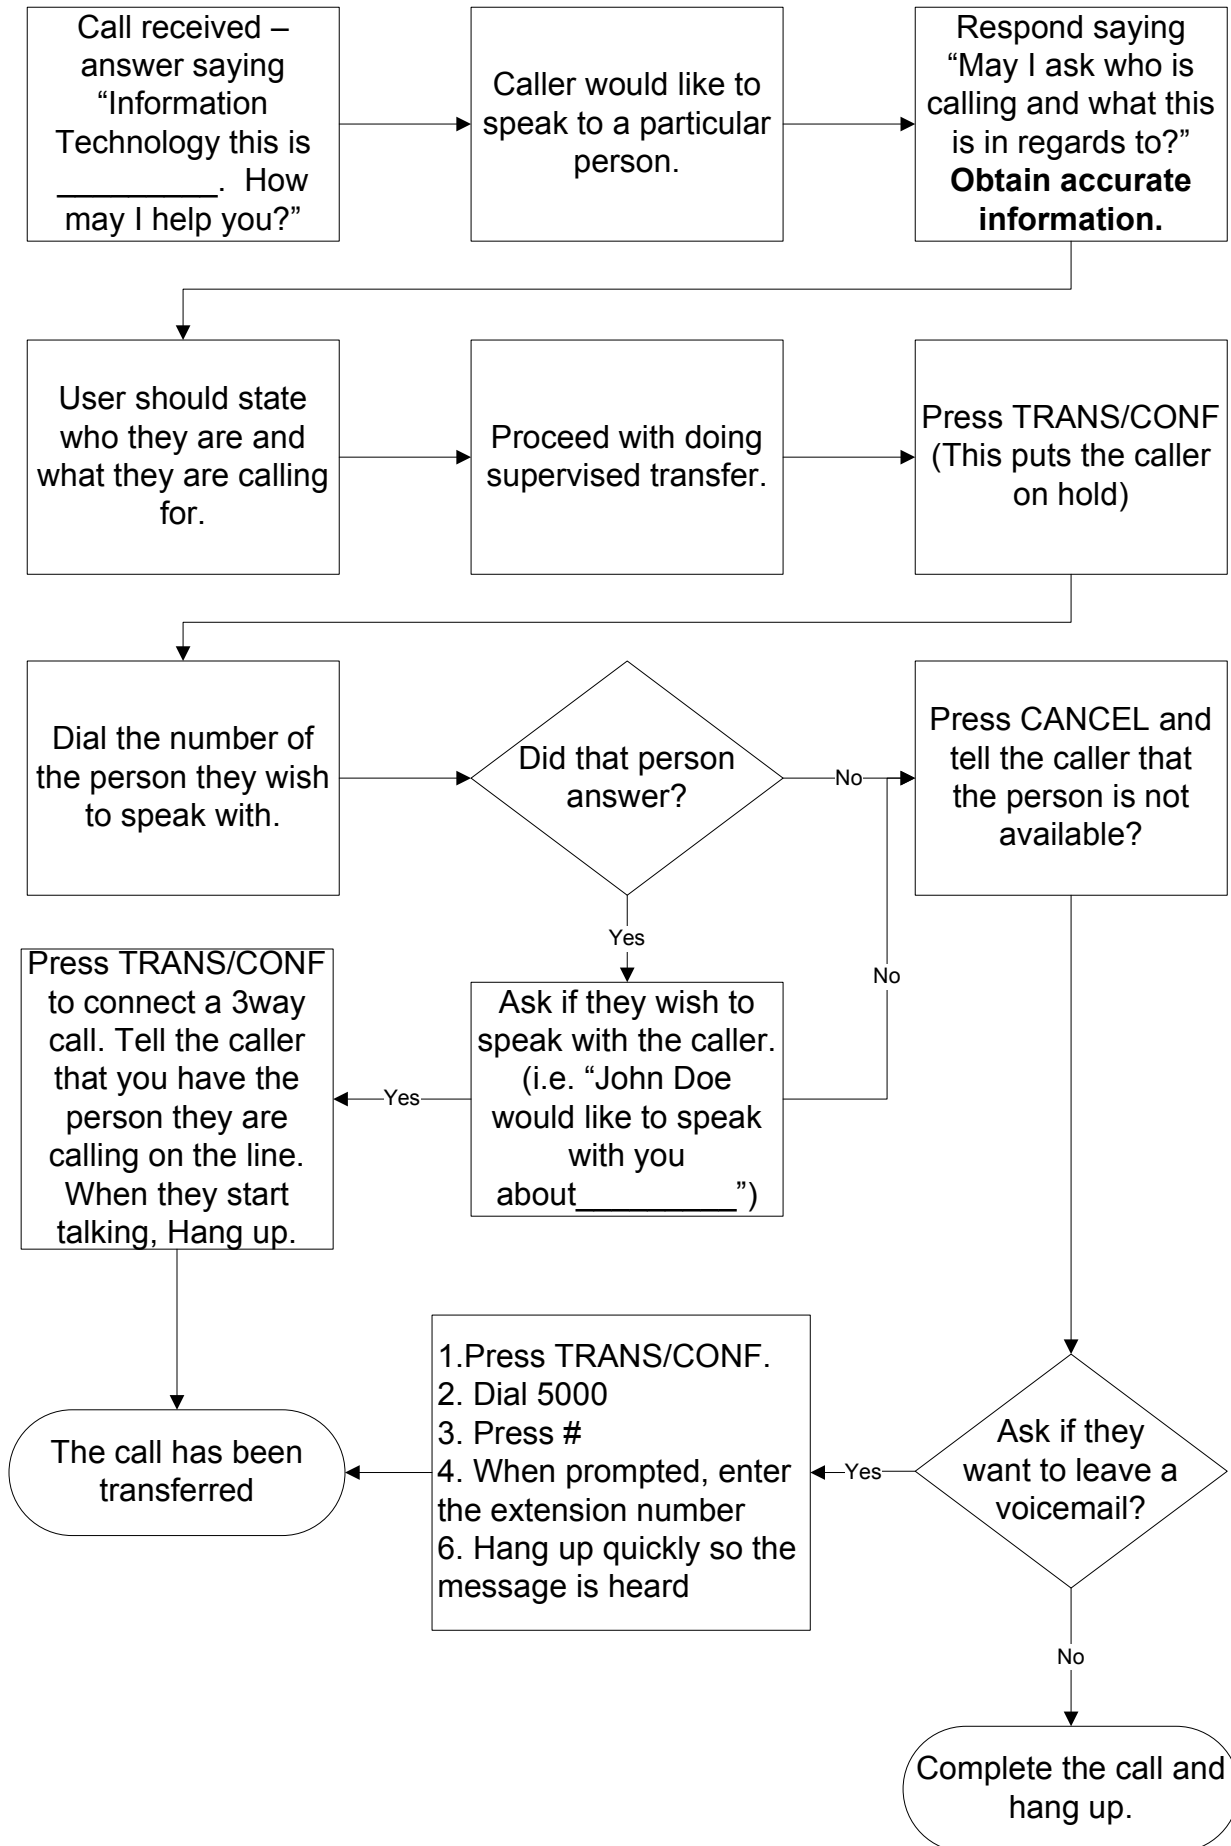 Call received –
answer saying
“Information
Technology this is
_________.  How
may I help you?”
Caller would like to
speak to a particular
person.
Respond saying
“May I ask who is
calling and what this
is in regards to?”
Obtain accurate
information.
User should state
who they are and
what they are calling
for.
Proceed with doing
supervised transfer.
Press TRANS/CONF
(This puts the caller
on hold)
Dial the number of
the person they wish
to speak with.
Did that person
answer?
No
Press CANCEL and
tell the caller that
the person is not
available?
Yes
No
Ask if they wish to
speak with the caller.
(i.e. “John Doe
would like to speak
with you
about_________”)
Yes
Press TRANS/CONF
to connect a 3way
call. Tell the caller
that you have the
person they are
calling on the line.
When they start
talking, Hang up.
The call has been
transferred
1.Press TRANS/CONF.
2. Dial 5000
3. Press #
4. When prompted, enter
the extension number
6. Hang up quickly so the
message is heard
Yes
Ask if they
want to leave a
voicemail?
No
Complete the call and
hang up.